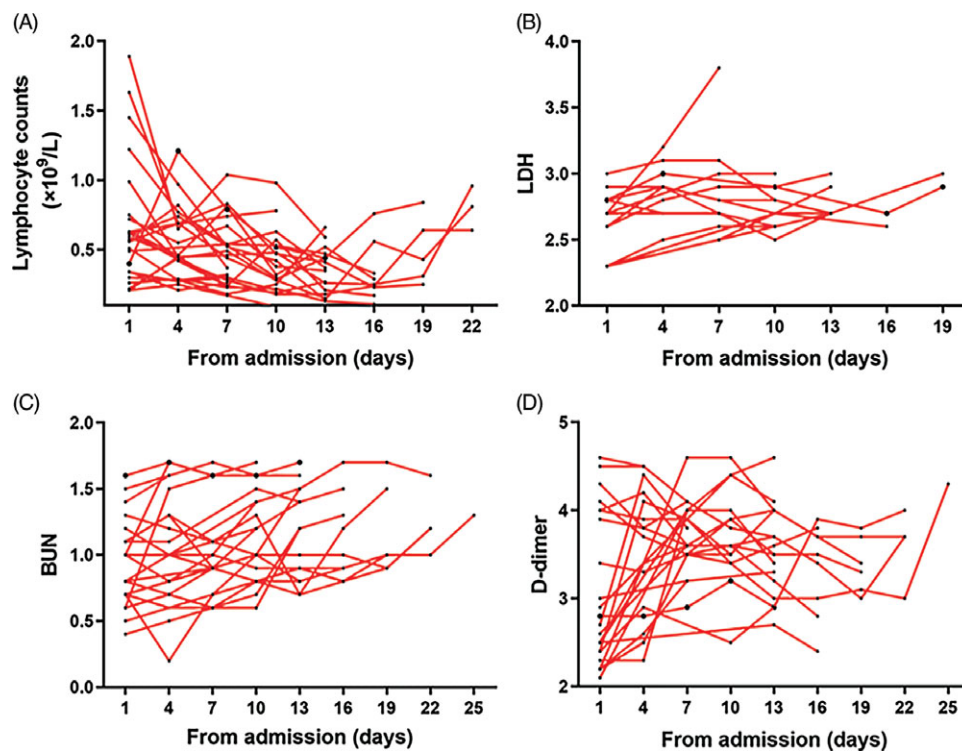 (A)
Lymphocyte counts
(×10^9/L)
2.0
1.5
1.0
0.5
1 4 7 10 13 16 19 22
From admission (days)
(B)
LDH
4.0
3.5
3.0
2.5
2.0
1 4 7 10 13 16 19
From admission (days)
(C)
BUN
2.0
1.5
1.0
0.5
0.0
1 4 7 10 13 16 19 22 25
From admission (days)
(D)
D-dimer
5
4
3
2
1 4 7 10 13 16 19 22 25
From admission (days)